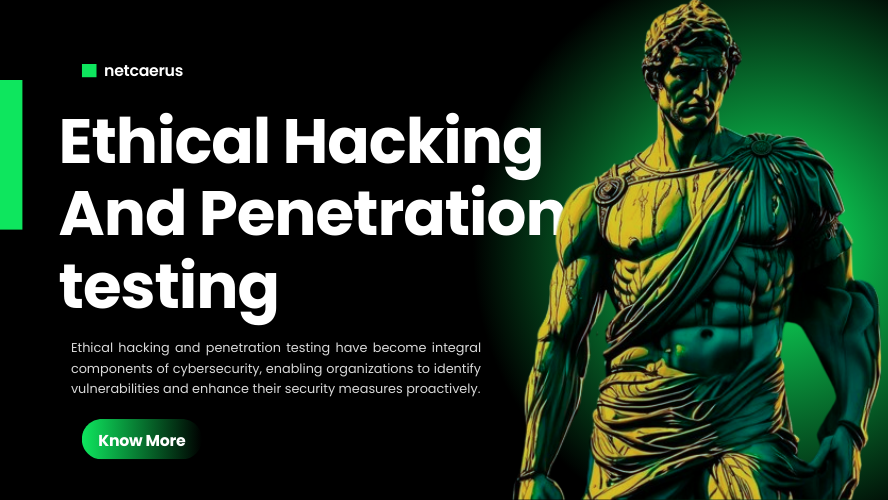 netcaerus
Ethical Hacking
And Penetration
testing
Ethical hacking and penetration testing have become integral
components of cybersecurity, enabling organizations to identify
vulnerabilities and enhance their security measures proactively.
Know More